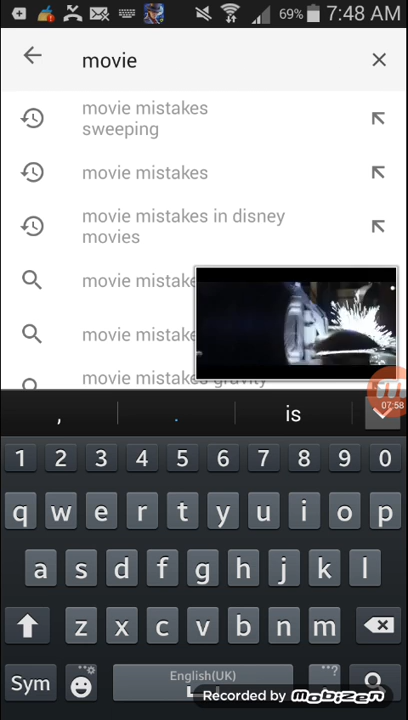 69% 7:48 AM
movie
movie mistakes
sweeping
movie mistakes
movie mistakes in disney
movies
movie mistake
movie mistake
movie mistakes gravity
07:58
, . is
1 2 3 4 5 6 7 8 9 0
q w e r t y u i o p
a s d f g h j k l
z x c v b n m
Sym English(UK)
Recorded by Mobizen